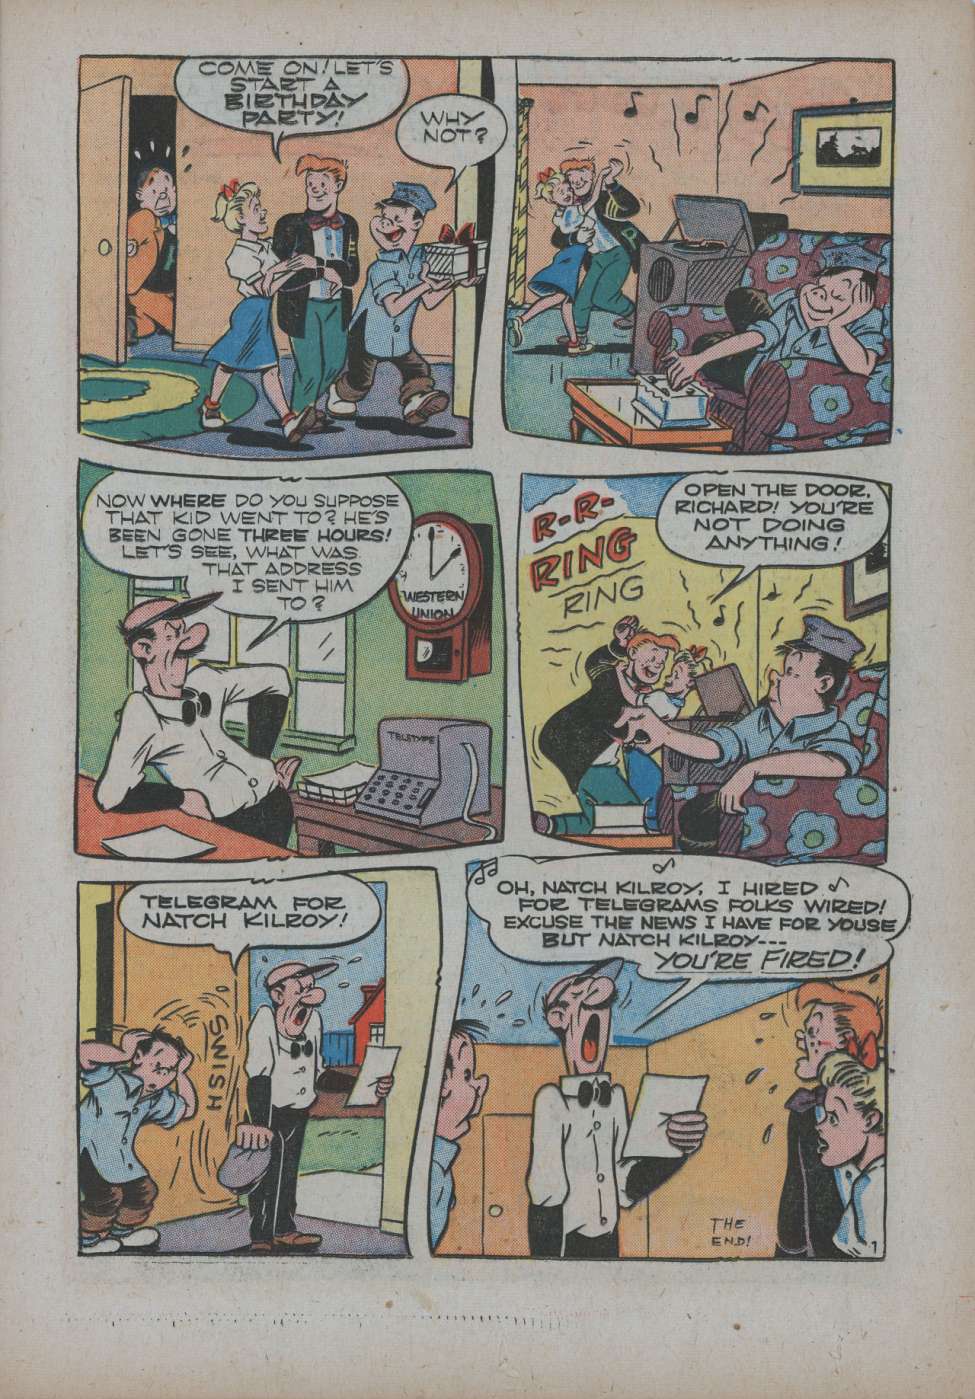 COME ON! LET'S
START A
BIRTHDAY
PARTY!
WHY
NOT?
NOW WHERE DO YOU SUPPOSE
THAT KID WENT TO? HE'S
BEEN GONE THREE HOURS!
LET'S SEE, WHAT WAS
THAT ADDRESS
I SENT HIM
TO?
WESTERN
UNION
TELETYPE
R-R-
RING
RING
OPEN THE DOOR,
RICHARD! YOU'RE
NOT DOING
ANYTHING!
TELEGRAM FOR
NATCH KILROY!
SWISH
OH, NATCH KILROY, I HIRED
FOR TELEGRAMS FOLKS WIRED!
EXCUSE THE NEWS I HAVE FOR YOUSE
BUT NATCH KILROY---
YOU'RE FIRED!
THE
END!
7